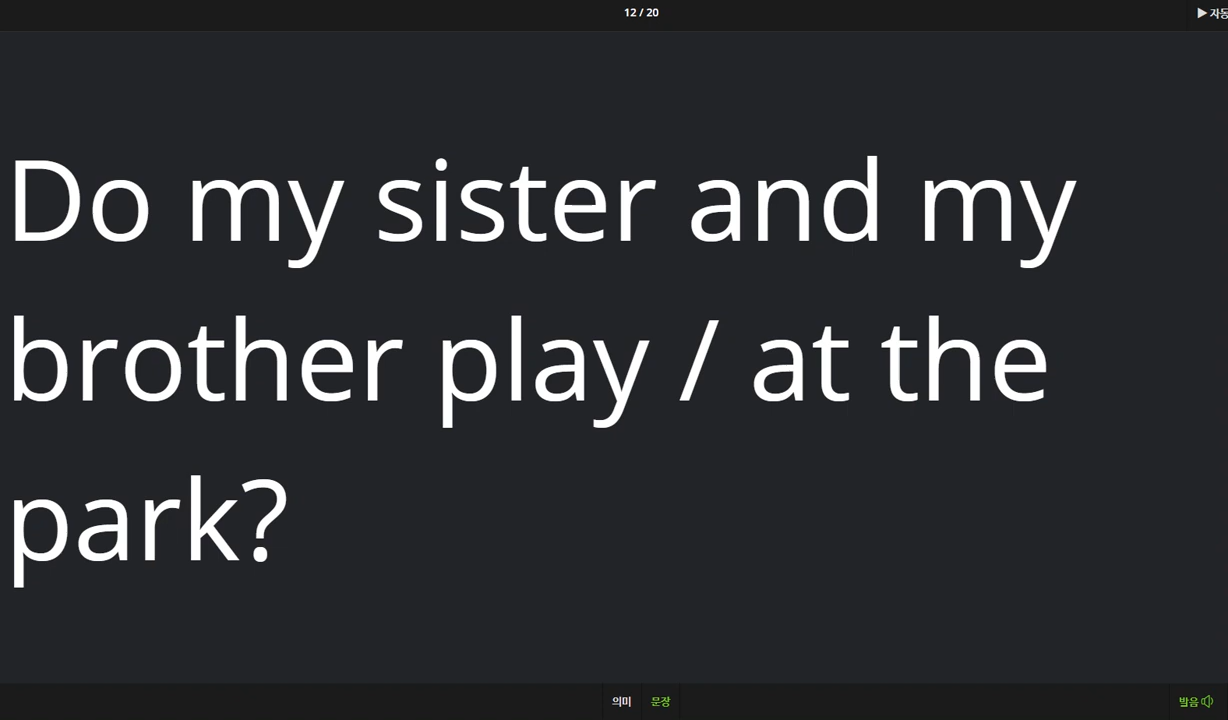 12 / 20
▶ 자동
Do my sister and my
brother play / at the
park?
의미
문장
발음